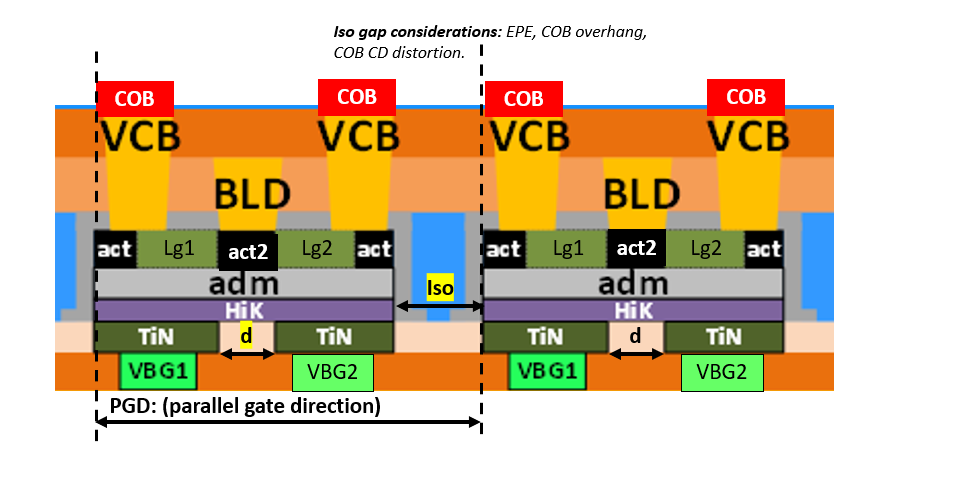 Iso gap considerations: EPE, COB overhang,
COB CD distortion.
COB COB COB COB
VCB VCB VCB VCB
BLD BLD
act Lg1 act2 Lg2 act act Lg1 act2 Lg2 act
adm Iso adm
HiK HiK
TiN d TiN TiN d TiN
VBG1 VBG2 VBG1 VBG2
PGD: (parallel gate direction)